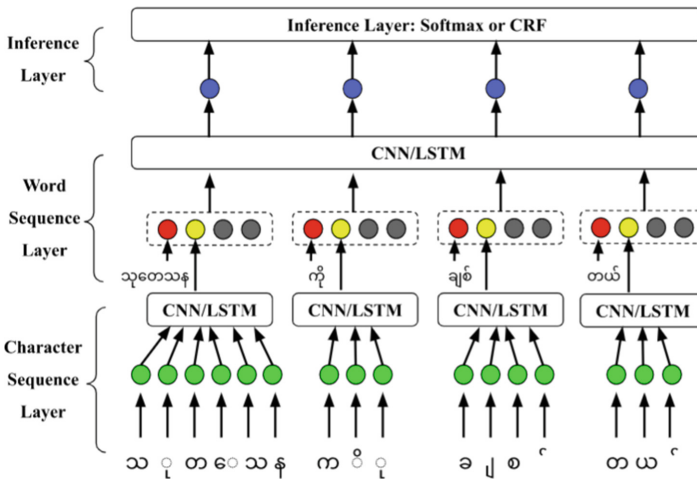 Inference Layer: Softmax or CRF
Inference
Layer
CNN/LSTM
Word
Sequence
Layer
သုတေသန ကို ချစ် တယ်
CNN/LSTM CNN/LSTM CNN/LSTM CNN/LSTM
Character
Sequence
Layer
သ ု တ ေ သ န က ိ ု ခ ျ စ ် တ ယ ်